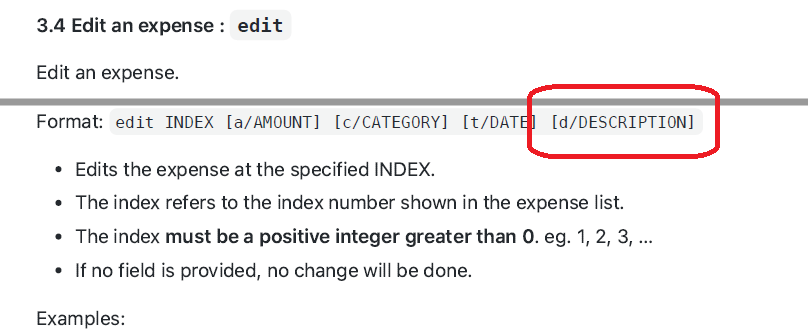 3.4 Edit an expense : edit
Edit an expense.
Format: edit INDEX [a/AMOUNT] [c/CATEGORY] [t/DATE] [d/DESCRIPTION]
• Edits the expense at the specified INDEX.
• The index refers to the index number shown in the expense list.
• The index must be a positive integer greater than 0. eg. 1, 2, 3, ...
• If no field is provided, no change will be done.
Examples: